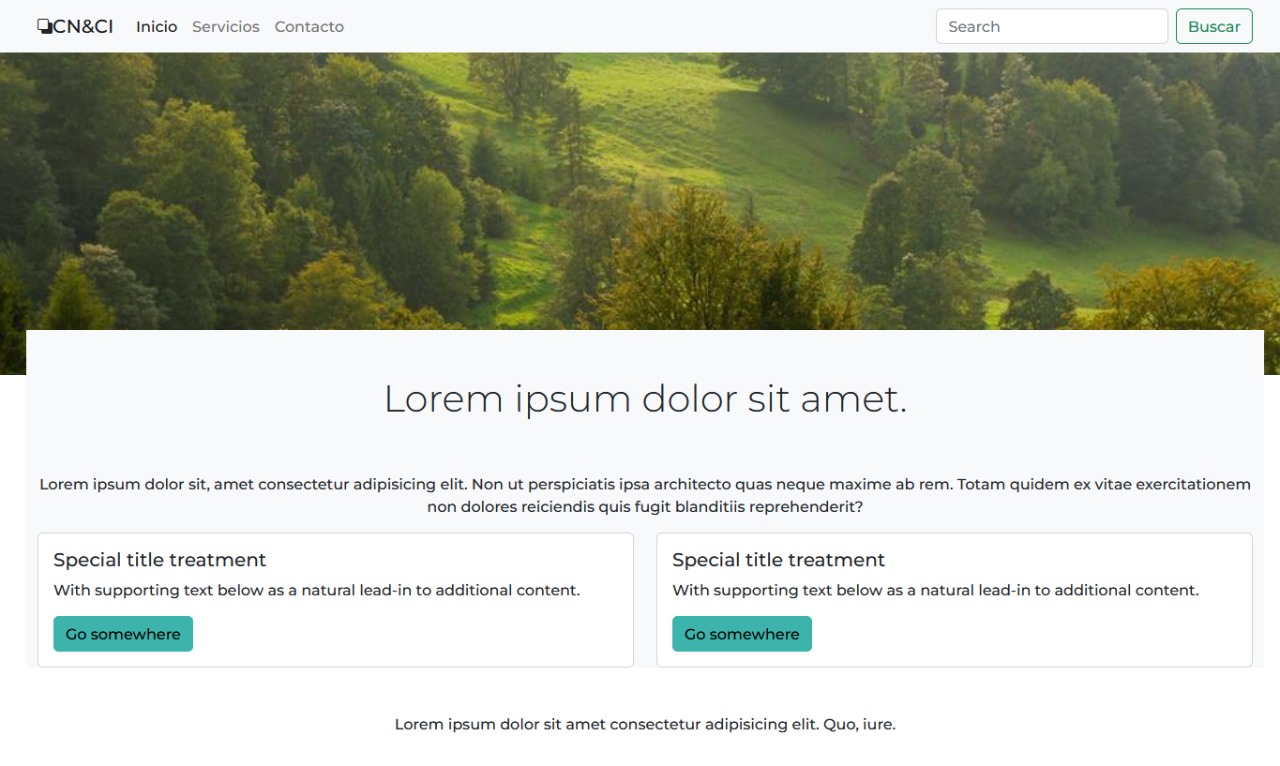 CN&CI Inicio Servicios Contacto Search Buscar
Lorem ipsum dolor sit amet.
Lorem ipsum dolor sit, amet consectetur adipisicing elit. Non ut perspiciatis ipsa architecto quas neque maxime ab rem. Totam quidem ex vitae exercitationem
non dolores reiciendis quis fugit blanditiis reprehenderit?
Special title treatment
With supporting text below as a natural lead-in to additional content.
Go somewhere
Special title treatment
With supporting text below as a natural lead-in to additional content.
Go somewhere
Lorem ipsum dolor sit amet consectetur adipisicing elit. Quo, iure.